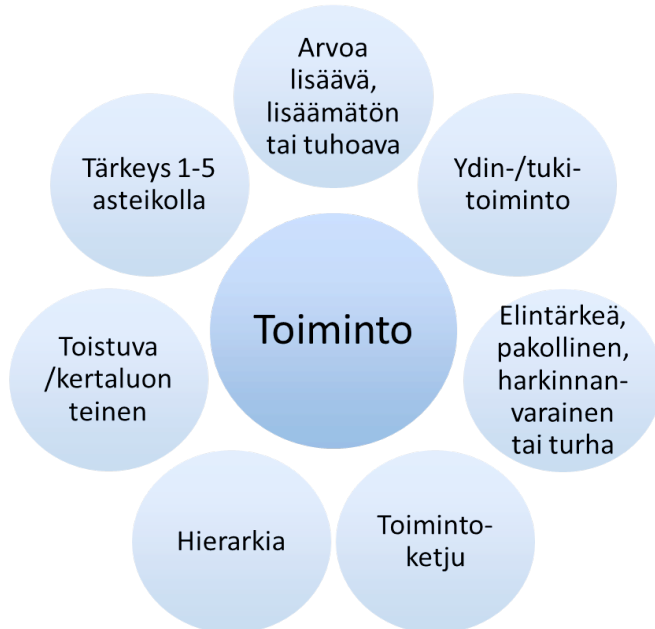 Arvoa
lisäävä,
lisäämätön
tai tuhoava
Ydin-/tuki-
toiminto
Elintärkeä,
pakollinen,
harkinnan-
varainen
tai turha
Toiminto-
ketju
Hierarkia
Toistuva
/kertaluon
teinen
Tärkeys 1-5
asteikolla
Toiminto